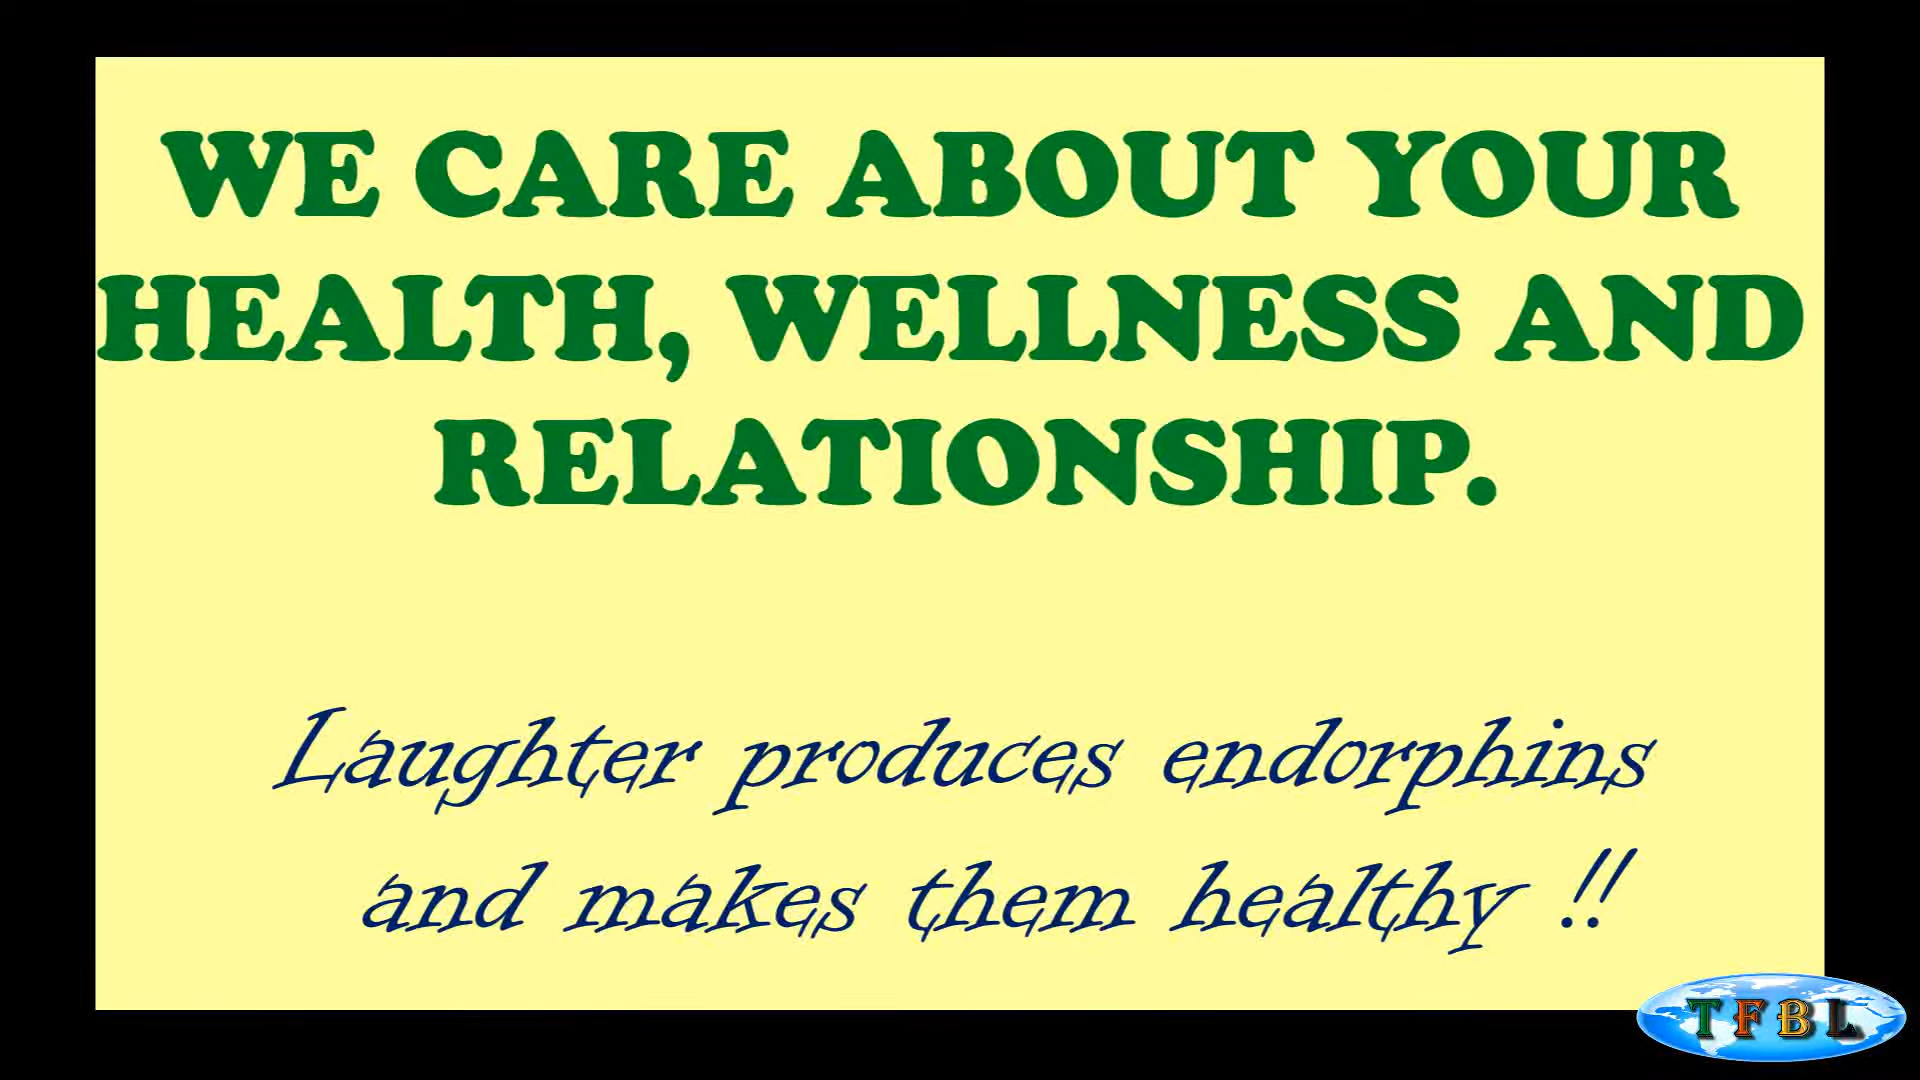 WE CARE ABOUT YOUR
HEALTH, WELLNESS AND
RELATIONSHIP.
Laughter produces endorphins
and makes them healthy !!
TFBL